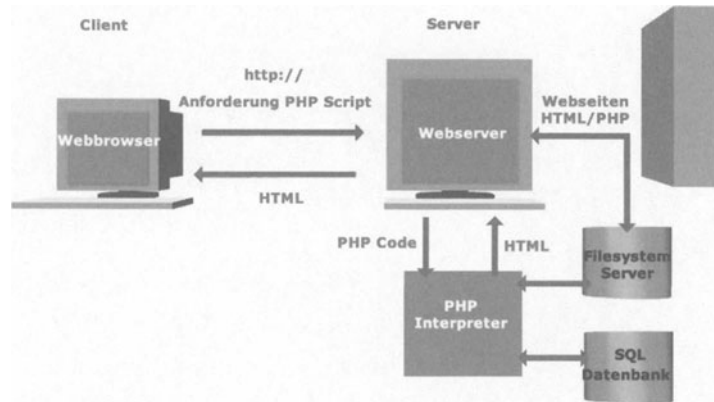 Client
Server
http://
Anforderung PHP Script
Webbrowser
Webserver
Webseiten
HTML/PHP
HTML
PHP Code
HTML
Filesystem
Server
PHP
Interpreter
SQL
Datenbank